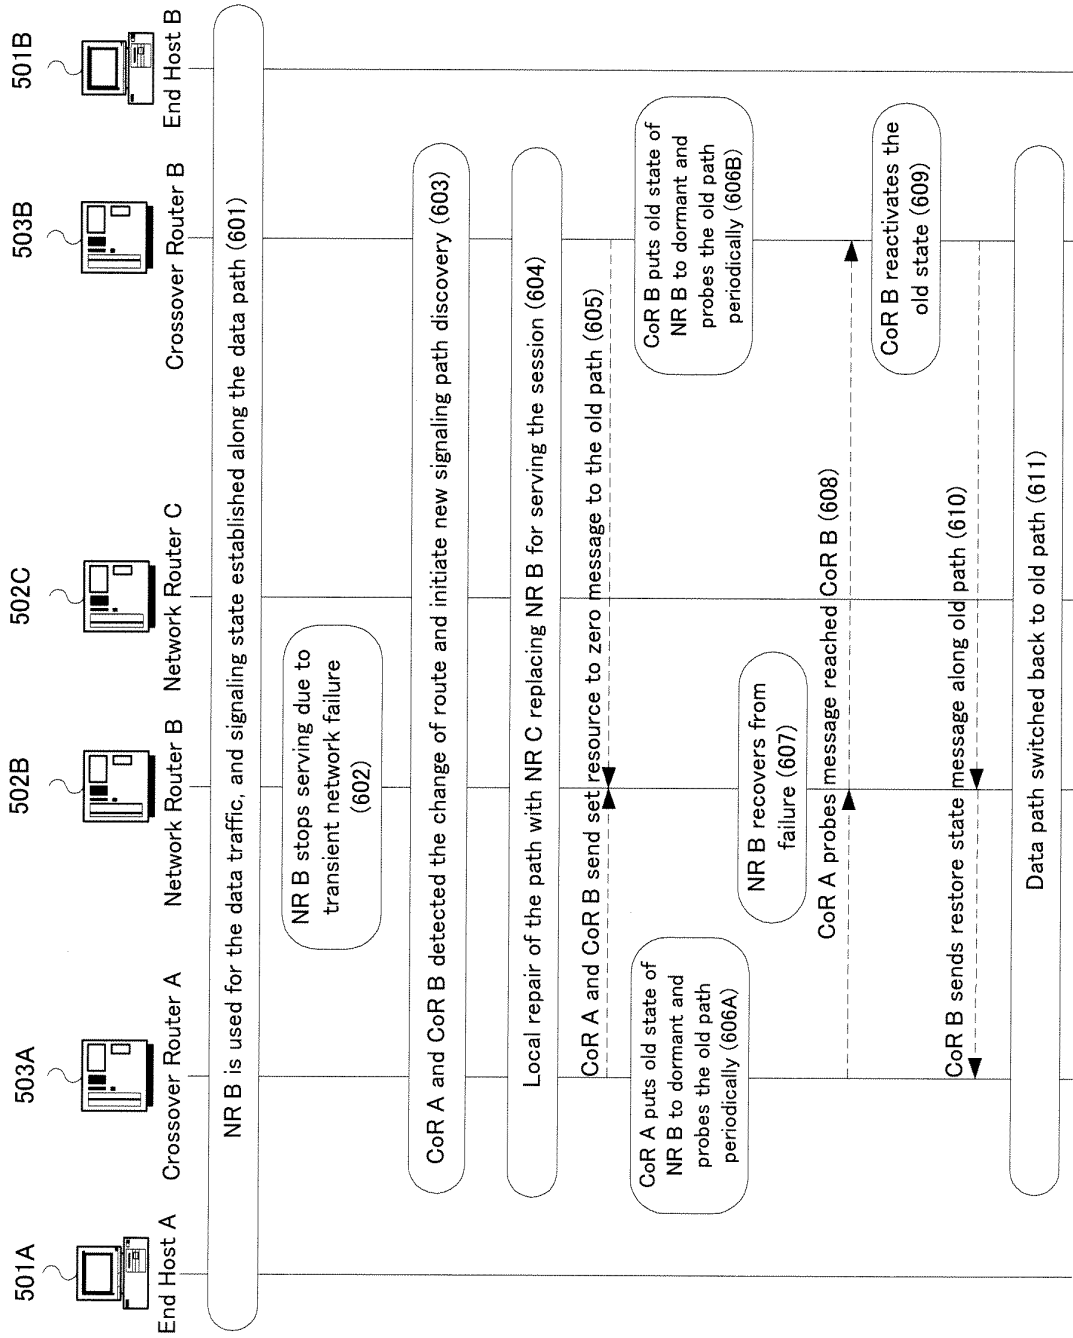 501A
503A
502B
502C
503B
501B
End Host A
Crossover Router A
Network Router B
Network Router C
Crossover Router B
End Host B
NR B is used for the data traffic, and signaling state established along the data path (601)
NR B stops serving due to
transient network failure
(602)
CoR A and CoR B detected the change of route and initiate new signaling path discovery (603)
Local repair of the path with NR C replacing NR B for serving the session (604)
CoR A and CoR B send set resource to zero message to the old path (605)
CoR A puts old state of
NR B to dormant and
probes the old path
periodically (606A)
CoR B puts old state of
NR B to dormant and
probes the old path
periodically (606B)
NR B recovers from
failure (607)
CoR A probes message reached CoR B (608)
CoR B reactivates the
old state (609)
CoR B sends restore state message along old path (610)
Data path switched back to old path (611)